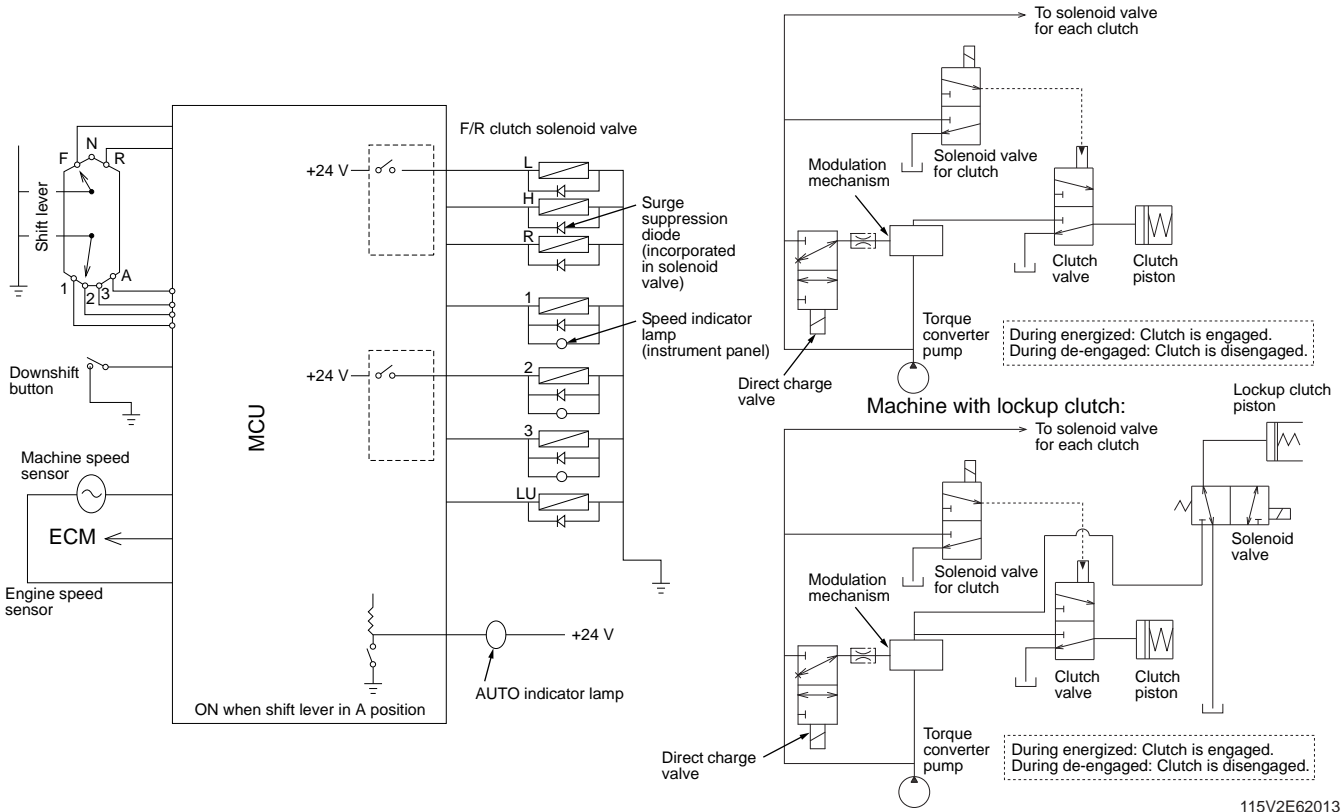 F
N
R
Shift lever
1
2
3
A
Downshift
button
Machine speed
sensor
ECM
Engine speed
sensor
MCU
+24 V
+24 V
ON when shift lever in A position
F/R clutch solenoid valve
L
H
R
1
2
3
LU
Surge
suppression
diode
(incorporated
in solenoid
valve)
Speed indicator
lamp
(instrument panel)
+24 V
AUTO indicator lamp
To solenoid valve
for each clutch
Solenoid valve
for clutch
Modulation
mechanism
Clutch
valve
Clutch
piston
Torque
converter
pump
Direct charge
valve
During energized: Clutch is engaged.
During de-engaged: Clutch is disengaged.
Machine with lockup clutch:
To solenoid valve
for each clutch
Lockup clutch
piston
Solenoid
valve
Solenoid valve
for clutch
Modulation
mechanism
Clutch
valve
Clutch
piston
Torque
converter
pump
Direct charge
valve
During energized: Clutch is engaged.
During de-engaged: Clutch is disengaged.
115V2E62013